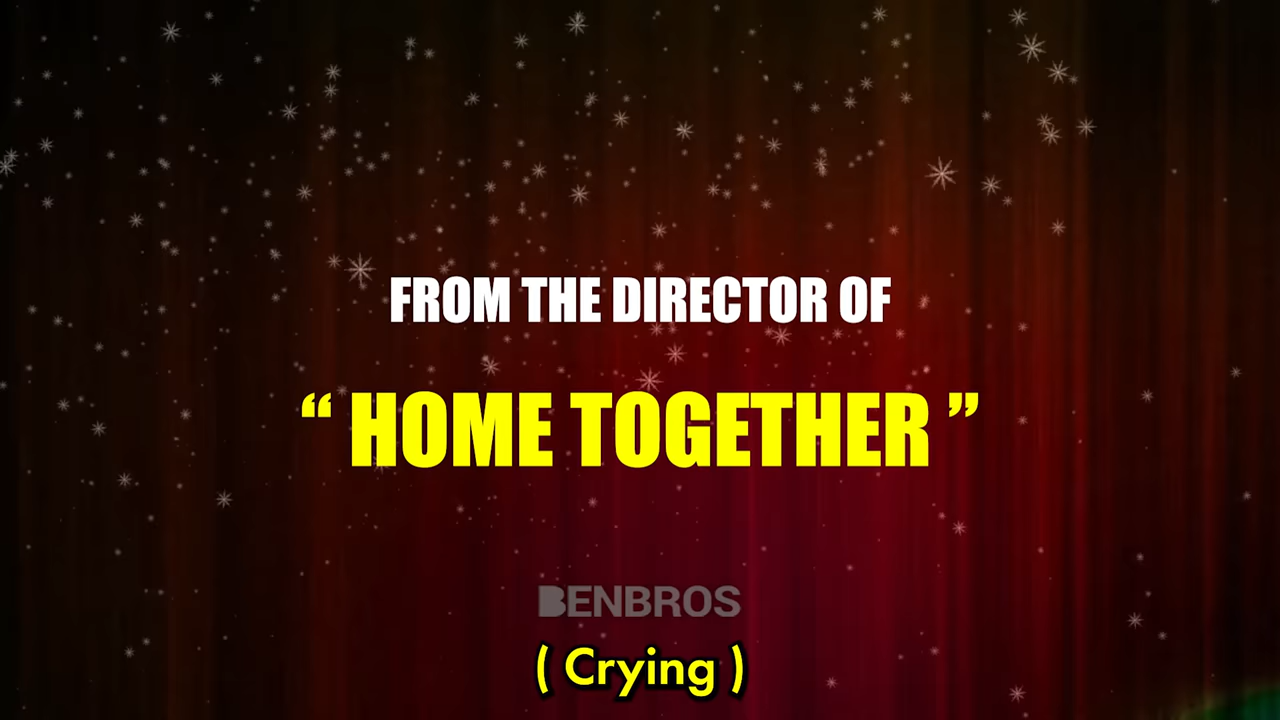 FROM THE DIRECTOR OF
“ HOME TOGETHER ”
BENBROS
( Crying )